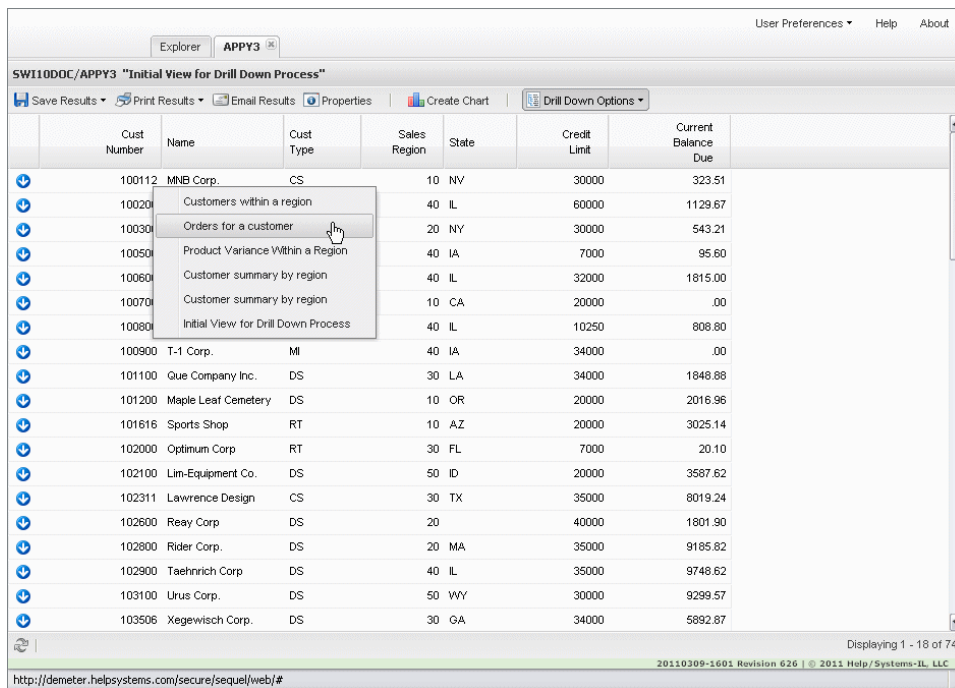 User Preferences Help About
Explorer APPY3
SWI10DOC/APPY3 "Initial View for Drill Down Process"
Save Results Print Results Email Results Properties Create Chart Drill Down Options
Cust Number Name Cust Type Sales Region State Credit Limit Current Balance Due
100112 MNB Corp. CS 10 NV 30000 323.51
40 IL 60000 1129.67
20 NY 30000 543.21
40 IA 7000 95.60
40 IL 32000 1815.00
10 CA 20000 .00
40 IL 10250 808.80
Customers within a region
Orders for a customer
Product Variance Within a Region
Customer summary by region
Customer summary by region
Initial View for Drill Down Process
100900 T-1 Corp. MI 40 IA 34000 .00
101100 Que Company Inc. DS 30 LA 34000 1848.88
101200 Maple Leaf Cemetery DS 10 OR 20000 2016.96
101616 Sports Shop RT 10 AZ 20000 3025.14
102000 Optimum Corp RT 30 FL 7000 20.10
102100 Lim-Equipment Co. DS 50 ID 20000 3587.62
102311 Lawrence Design CS 30 TX 35000 8019.24
102600 Reay Corp DS 20 40000 1801.90
102800 Rider Corp. DS 20 MA 35000 9185.82
102900 Taehnrich Corp DS 40 IL 35000 9748.62
103100 Urus Corp. DS 50 WY 30000 9299.57
103506 Xegewisch Corp. DS 30 GA 34000 5892.87
Displaying 1 - 18 of 74
20110309-1601 Revision 626 | © 2011 Help/Systems-IL, LLC
http://demeter.helpsystems.com/secure/sequel/web/#